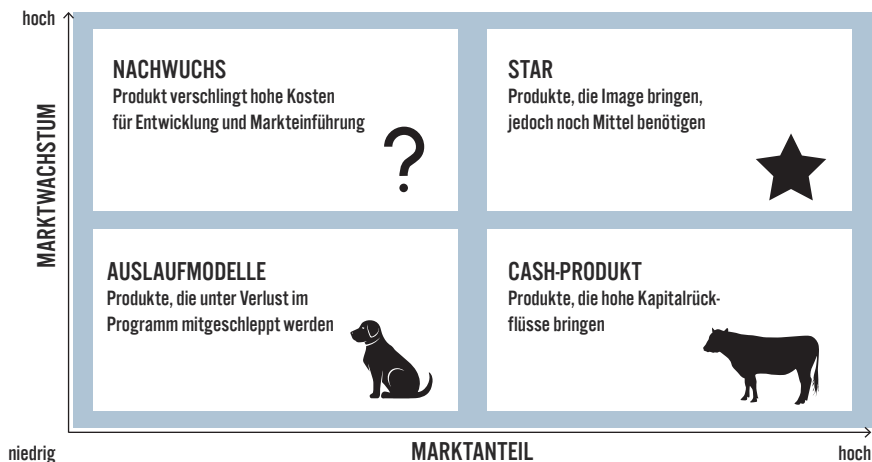 hoch
MARKTWACHSTUM
NACHWUCHS
Produkt verschlingt hohe Kosten
für Entwicklung und Markteinführung
?
STAR
Produkte, die Image bringen,
jedoch noch Mittel benötigen
AUSLAUFMODELLE
Produkte, die unter Verlust im
Programm mitgeschleppt werden
CASH-PRODUKT
Produkte, die hohe Kapitalrück-
flüsse bringen
niedrig
MARKTANTEIL
hoch